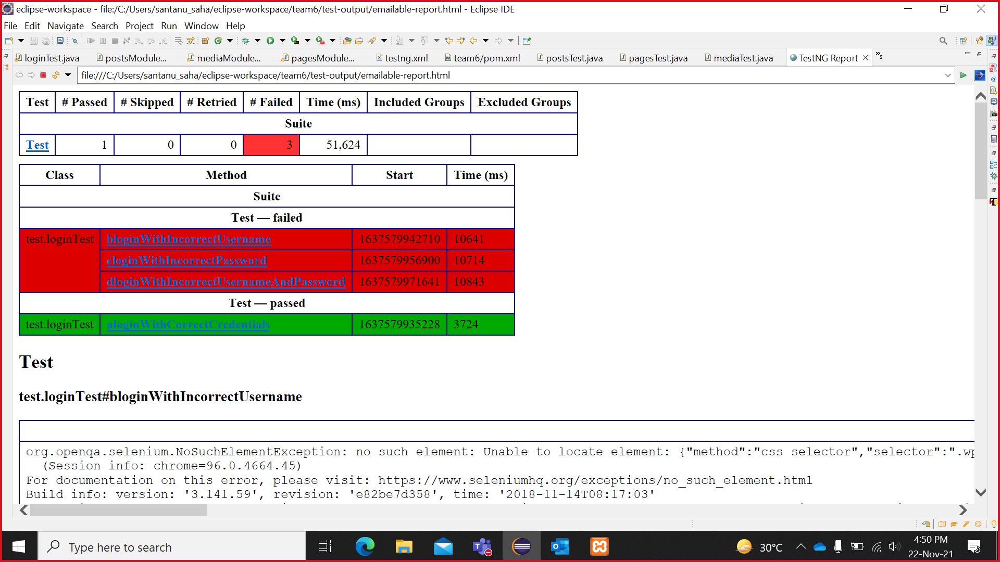 eclipse-workspace - file:/C:/Users/santanu_saha/eclipse-workspace/team6/test-output/emailable-report.html - Eclipse IDE
File Edit Navigate Search Project Run Window Help
loginTest.java postsModule... mediaModule... pagesModule... testng.xml team6/pom.xml postsTest.java pagesTest.java mediaTest.java TestNG Report »5
file:///C:/Users/santanu_saha/eclipse-workspace/team6/test-output/emailable-report.html
Test # Passed # Skipped # Retried # Failed Time (ms) Included Groups Excluded Groups
Suite
Test 1 0 0 3 51,624
Class Method Start Time (ms)
Suite
Test — failed
test.loginTest bloginWithIncorrectUsername 1637579942710 10641
cloginWithIncorrectPassword 1637579956900 10714
dloginWithIncorrectUsernameAndPassword 1637579971641 10843
Test — passed
test.loginTest aloginWithCorrectCredentials 1637579935228 3724
Test
test.loginTest#bloginWithIncorrectUsername
org.openqa.selenium.NoSuchElementException: no such element: Unable to locate element: {"method":"css selector","selector":".wp
(Session info: chrome=96.0.4664.45)
For documentation on this error, please visit: https://www.seleniumhq.org/exceptions/no_such_element.html
Build info: version: '3.141.59', revision: 'e82be7d358', time: '2018-11-14T08:17:03'
Type here to search
30°C
4:50 PM
22-Nov-21